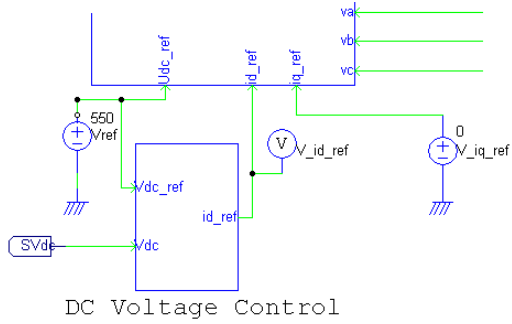 va
vb
vc
Udc_ref
id_ref
iq_ref
550
Vref
V
V_id_ref
0
V_iq_ref
Vdc_ref
id_ref
SVdc
Vdc
DC Voltage Control